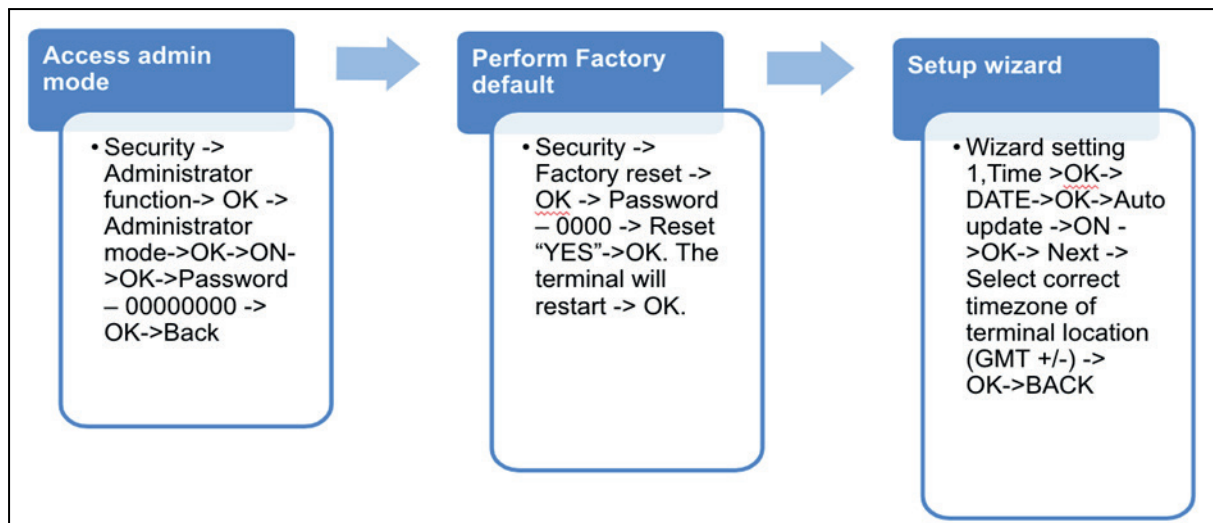 Access admin
mode
• Security ->
Administrator
function-> OK ->
Administrator
mode->OK->ON-
>OK->Password
– 00000000 ->
OK->Back
Perform Factory
default
• Security ->
Factory reset ->
OK -> Password
– 0000 -> Reset
“YES”->OK. The
terminal will
restart -> OK.
Setup wizard
• Wizard setting
1,Time >OK->
DATE->OK->Auto
update ->ON -
>OK-> Next ->
Select correct
timezone of
terminal location
(GMT +/-) ->
OK->BACK